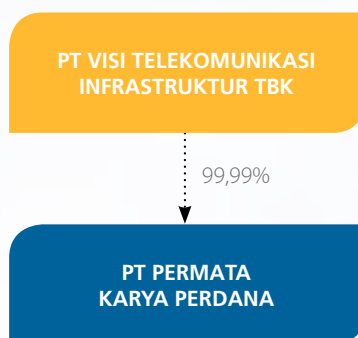 PT VISI TELEKOMUNIKASI
INFRASTRUKTUR TBK
99,99%
PT PERMATA
KARYA PERDANA